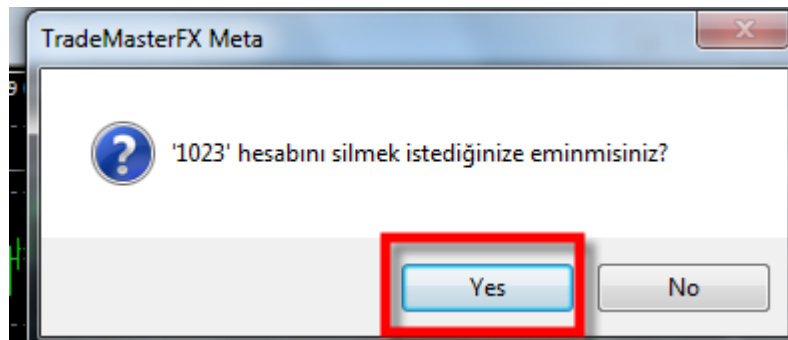 TradeMasterFX Meta
'1023' hesabını silmek istediğinize eminmisiniz?
Yes
No